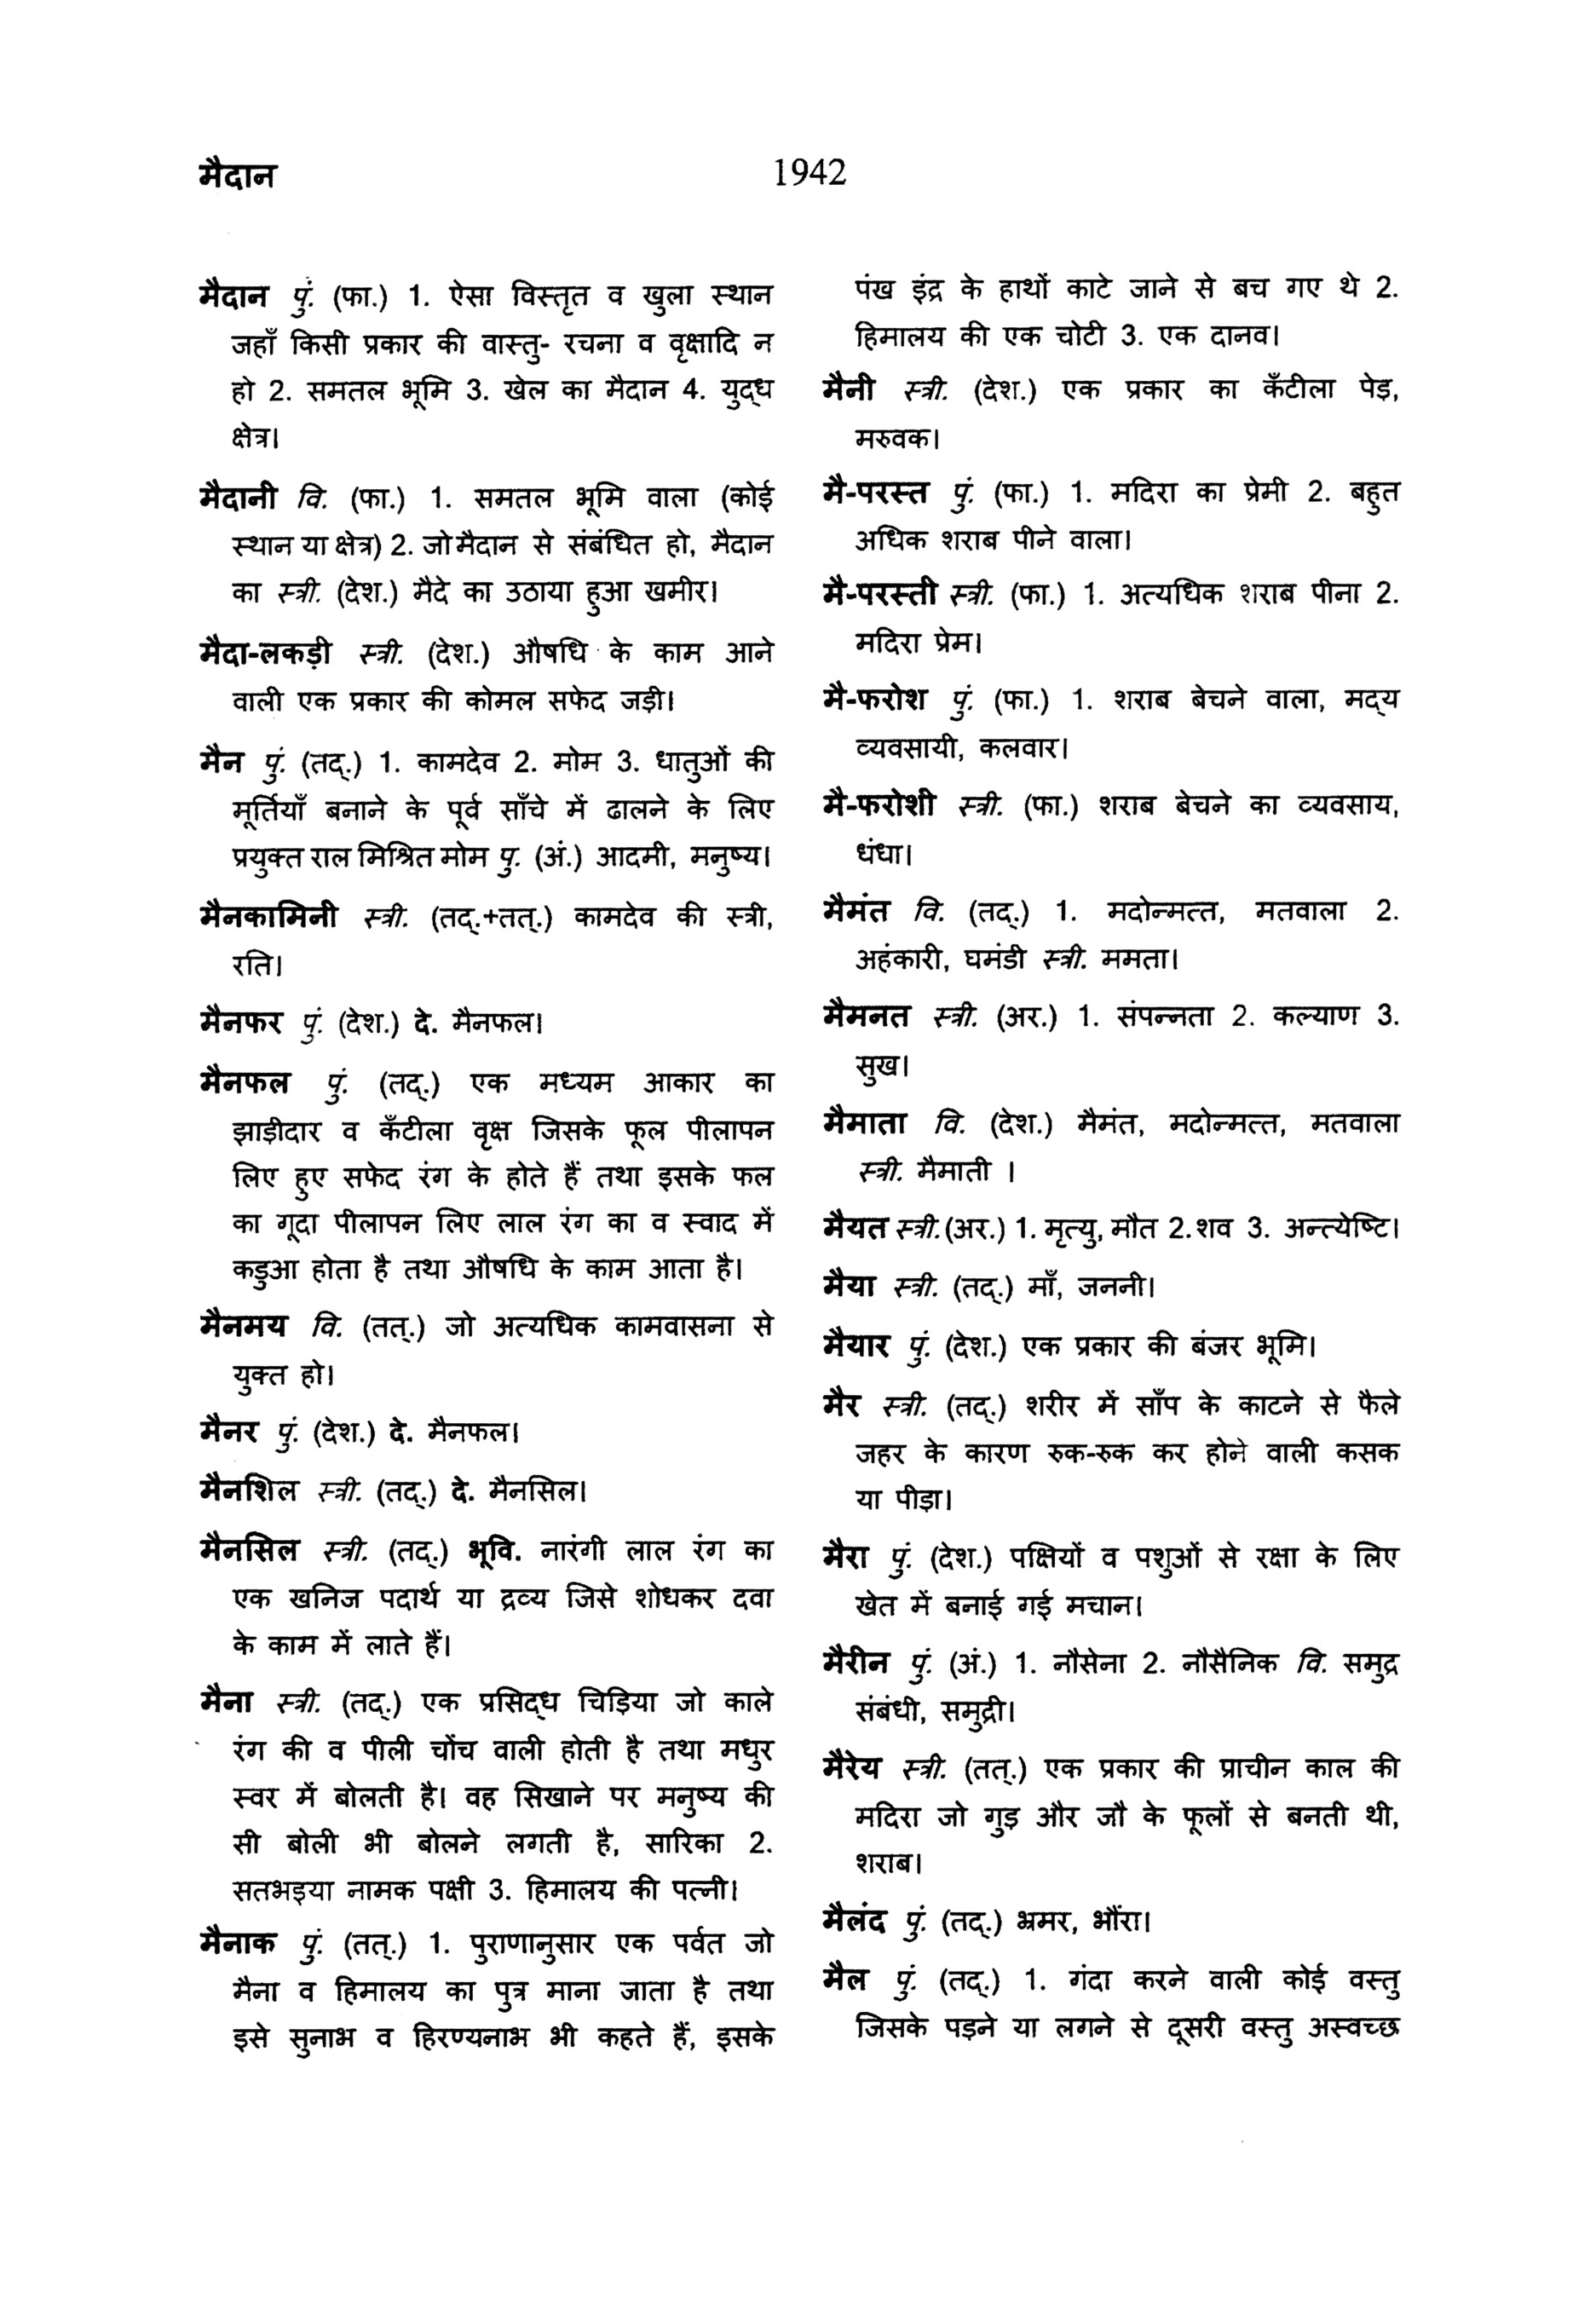 मैदान
1942
मैदान पुं. (फा.) 1. ऐसा विस्तृत व खुला स्थान
जहाँ किसी प्रकार की वास्तु- रचना व वृक्षादि न
हो 2. समतल भूमि 3. खेल का मैदान 4. युद्ध
क्षेत्र।
मैदानी वि. (फा.) 1. समतल भूमि वाला (कोई
स्थान या क्षेत्र) 2. जो मैदान से संबंधित हो, मैदान
का स्त्री. (देश.) मैदे का उठाया हुआ खमीर।
मैदा-लकड़ी स्त्री. (देश.) औषधि के काम आने
वाली एक प्रकार की कोमल सफेद जड़ी।
मैन पुं. (तद्.) 1. कामदेव 2. मोम 3. धातुओं की
मूर्तियाँ बनाने के पूर्व साँचे में ढालने के लिए
प्रयुक्त राल मिश्रित मोम पु. (अं.) आदमी, मनुष्य।
मैनकामिनी स्त्री. (तद्.+तत्.) कामदेव की स्त्री,
रति।
मैनफर पुं. (देश.) दे. मैनफल।
मैनफल पुं. (तद्.) एक मध्यम आकार का
झाड़ीदार व कँटीला वृक्ष जिसके फूल पीलापन
लिए हुए सफेद रंग के होते हैं तथा इसके फल
का गूदा पीलापन लिए लाल रंग का व स्वाद में
कड़ुआ होता है तथा औषधि के काम आता है।
मैनमय वि. (तत्.) जो अत्यधिक कामवासना से
युक्त हो।
मैनर पुं. (देश.) दे. मैनफल।
मैनशिल स्त्री. (तद्.) दे. मैनसिल।
मैनसिल स्त्री. (तद्.) भूवि. नारंगी लाल रंग का
एक खनिज पदार्थ या द्रव्य जिसे शोधकर दवा
के काम में लाते हैं।
मैना स्त्री. (तद्.) एक प्रसिद्ध चिड़िया जो काले
रंग की व पीली चोंच वाली होती है तथा मधुर
स्वर में बोलती है। वह सिखाने पर मनुष्य की
सी बोली भी बोलने लगती है, सारिका 2.
सतभइया नामक पक्षी 3. हिमालय की पत्नी।
मैनाक पुं. (तत्.) 1. पुराणानुसार एक पर्वत जो
मैना व हिमालय का पुत्र माना जाता है तथा
इसे सुनाभ व हिरण्यनाभ भी कहते हैं, इसके
पंख इंद्र के हाथों काटे जाने से बच गए थे 2.
हिमालय की एक चोटी 3. एक दानव।
मैनी स्त्री. (देश.) एक प्रकार का कँटीला पेड़,
मरुवक।
मै-परस्त पुं. (फा.) 1. मदिरा का प्रेमी 2. बहुत
अधिक शराब पीने वाला।
मै-परस्ती स्त्री. (फा.) 1. अत्यधिक शराब पीना 2.
मदिरा प्रेम।
मै-फरोश पुं. (फा.) 1. शराब बेचने वाला, मद्य
व्यवसायी, कलवार।
मै-फरोशी स्त्री. (फा.) शराब बेचने का व्यवसाय,
धंधा।
मैमंत वि. (तद्.) 1. मदोन्मत्त, मतवाला 2.
अहंकारी, घमंडी स्त्री. ममता।
मैमनत स्त्री. (अर.) 1. संपन्नता 2. कल्याण 3.
सुख।
मैमाता वि. (देश.) मैमंत, मदोन्मत्त, मतवाला
स्त्री. मैमाती ।
मैयत स्त्री. (अर.) 1. मृत्यु, मौत 2. शव 3. अन्त्येष्टि।
मैया स्त्री. (तद्.) माँ, जननी।
मैयार पुं. (देश.) एक प्रकार की बंजर भूमि।
मैर स्त्री. (तद्.) शरीर में साँप के काटने से फैले
जहर के कारण रुक-रुक कर होने वाली कसक
या पीड़ा।
मैरा पुं. (देश.) पक्षियों व पशुओं से रक्षा के लिए
खेत में बनाई गई मचान।
मैरीन पुं. (अं.) 1. नौसेना 2. नौसैनिक वि. समुद्र
संबंधी, समुद्री।
मैरेय स्त्री. (तत्.) एक प्रकार की प्राचीन काल की
मदिरा जो गुड़ और जौ के फूलों से बनती थी,
शराब।
मैलंद पुं. (तद्.) भ्रमर, भौंरा।
मैल पुं. (तद्.) 1. गंदा करने वाली कोई वस्तु
जिसके पड़ने या लगने से दूसरी वस्तु अस्वच्छ